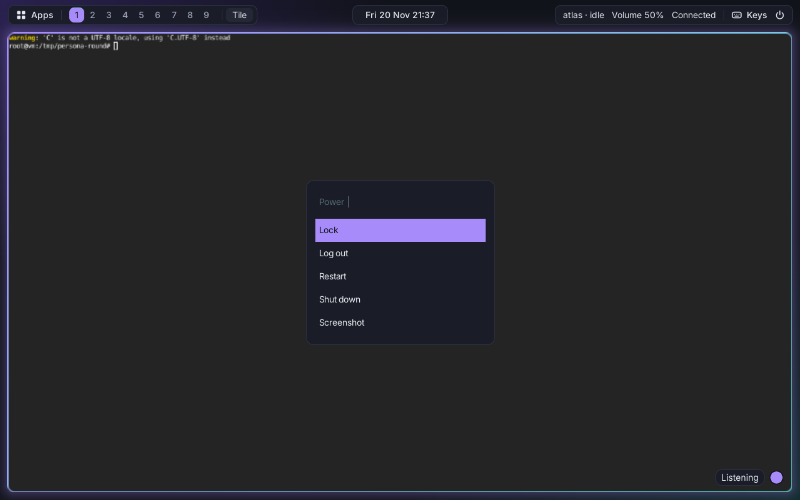 Apps 1 2 3 4 5 6 7 8 9 Tile Fri 20 Nov 21:37 atlas · idle Volume 50% Connected Keys
warning: 'C' is not a UTF-8 locale, using 'C.UTF-8' instead
root@vm:/tmp/persona-round#
Power
Lock
Log out
Restart
Shut down
Screenshot
Listening